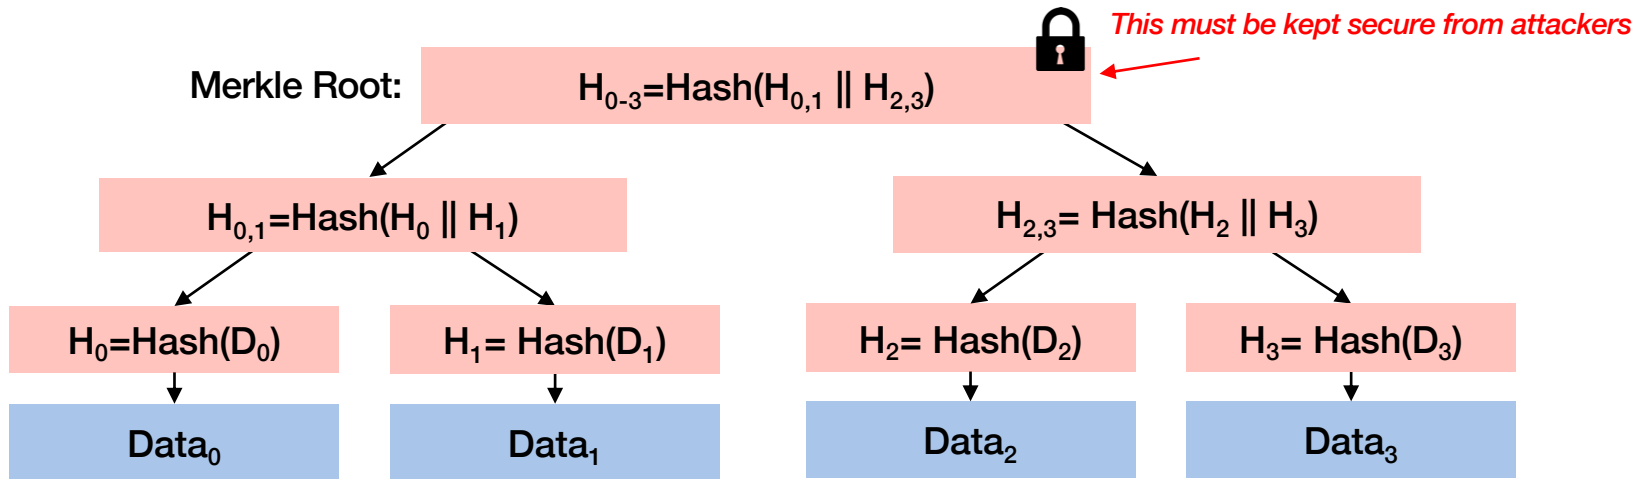 This must be kept secure from attackers
Merkle Root: H₀₋₃=Hash(H₀,₁ || H₂,₃)
H₀,₁=Hash(H₀ || H₁) H₂,₃= Hash(H₂ || H₃)
H₀=Hash(D₀) H₁= Hash(D₁) H₂= Hash(D₂) H₃= Hash(D₃)
Data₀ Data₁ Data₂ Data₃